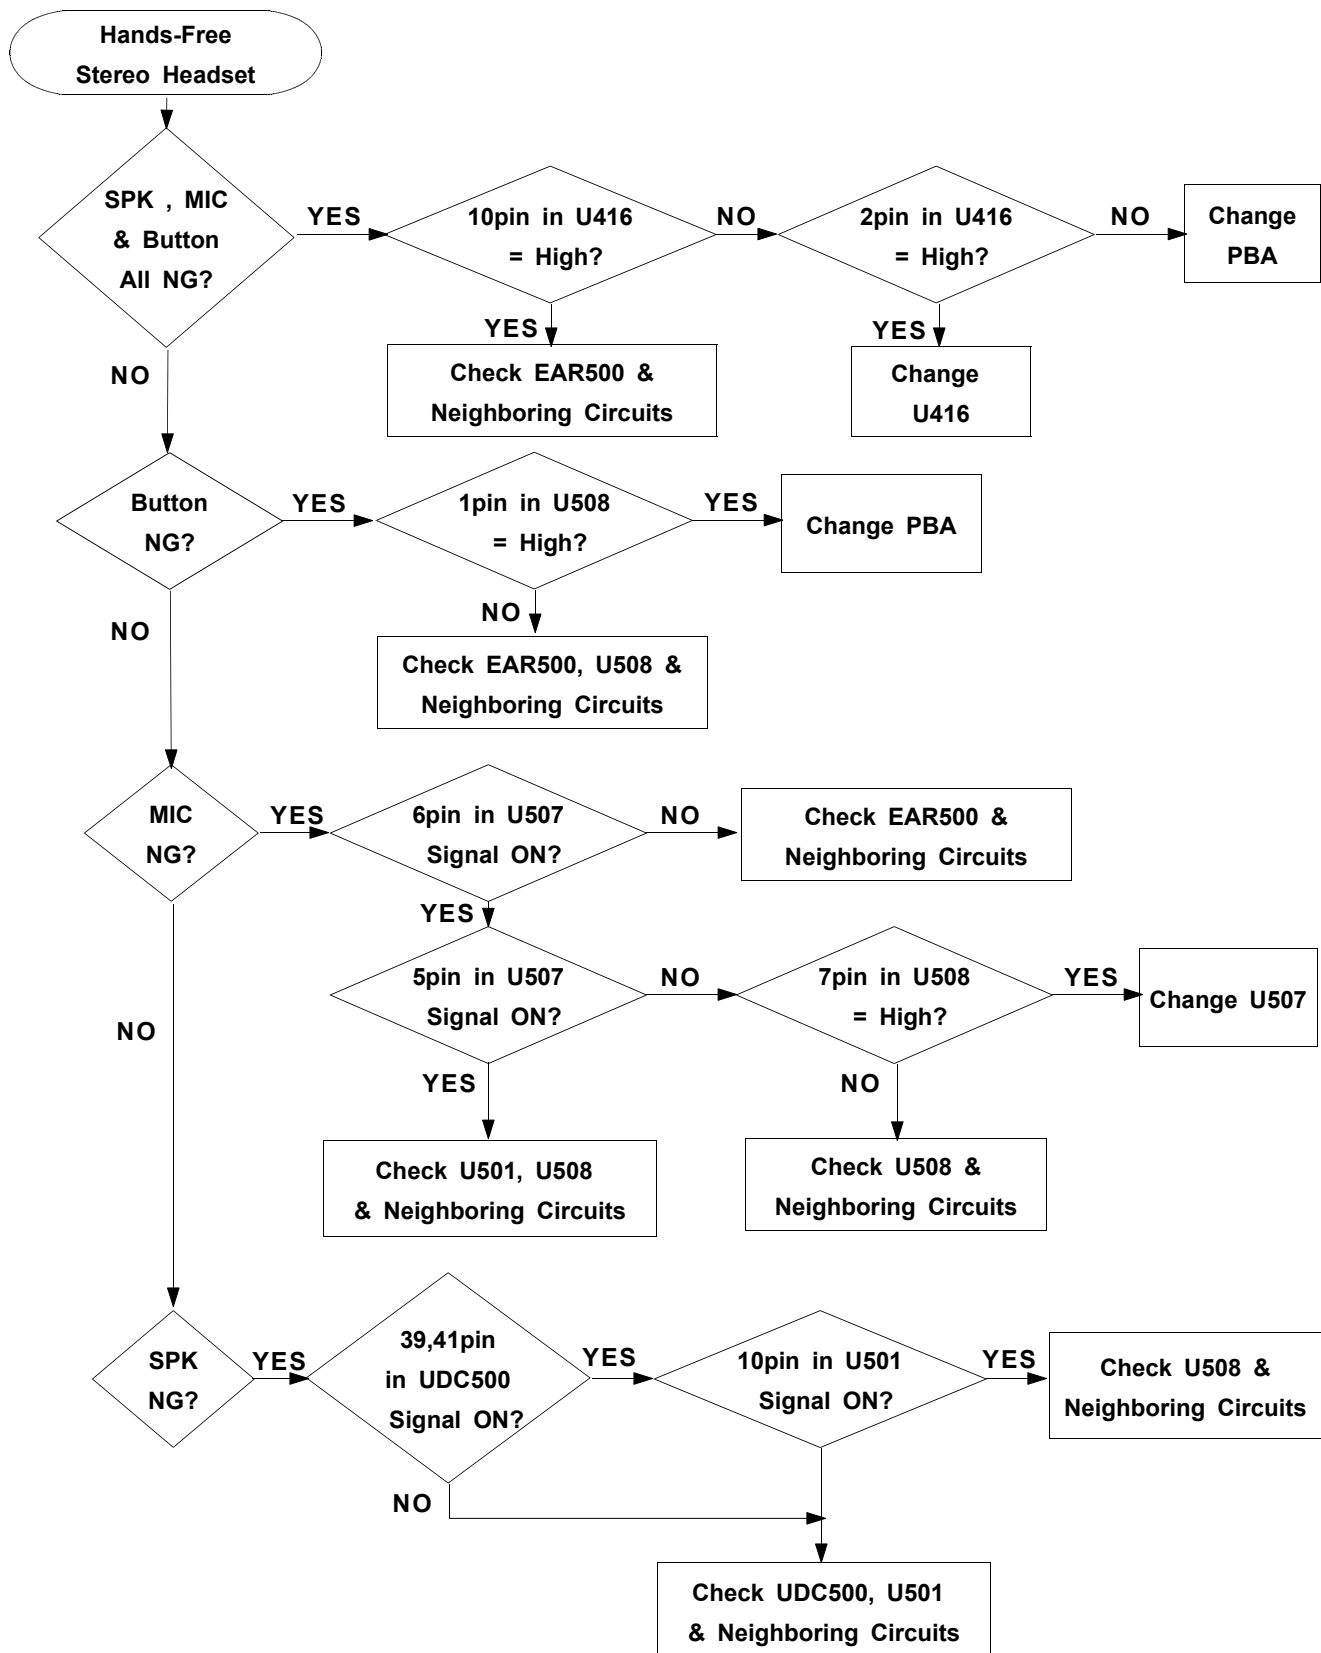 Hands-Free
Stereo Headset
SPK , MIC
& Button
All NG?
YES
10pin in U416
= High?
NO
2pin in U416
= High?
NO
Change
PBA
YES
Check EAR500 &
Neighboring Circuits
YES
Change
U416
NO
Button
NG?
YES
1pin in U508
= High?
YES
Change PBA
NO
Check EAR500, U508 &
Neighboring Circuits
NO
MIC
NG?
YES
6pin in U507
Signal ON?
NO
Check EAR500 &
Neighboring Circuits
YES
5pin in U507
Signal ON?
NO
7pin in U508
= High?
YES
Change U507
YES
Check U501, U508
& Neighboring Circuits
NO
Check U508 &
Neighboring Circuits
NO
SPK
NG?
YES
39,41pin
in UDC500
Signal ON?
YES
10pin in U501
Signal ON?
YES
Check U508 &
Neighboring Circuits
NO
Check UDC500, U501
& Neighboring Circuits